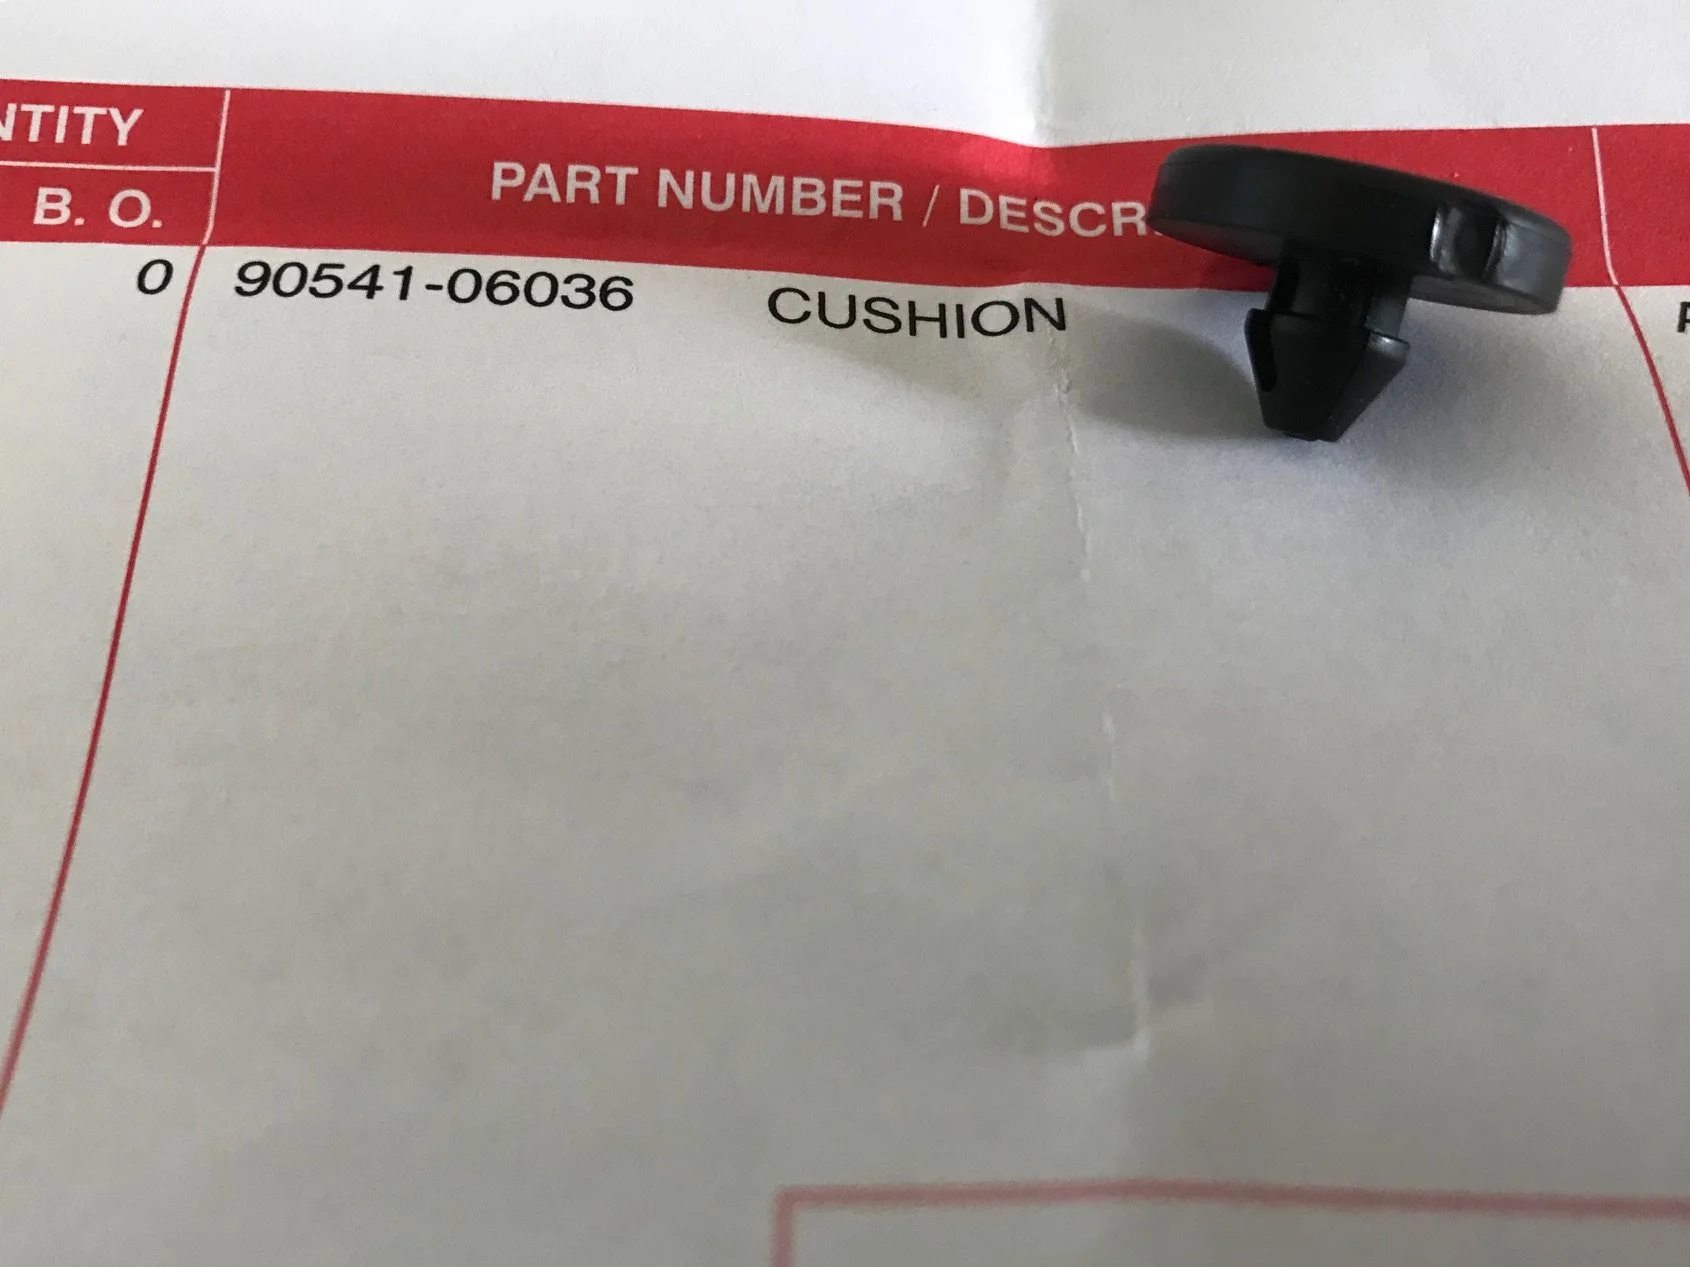 NTITY
PART NUMBER / DESCR
B. O.
0 90541-06036 CUSHION